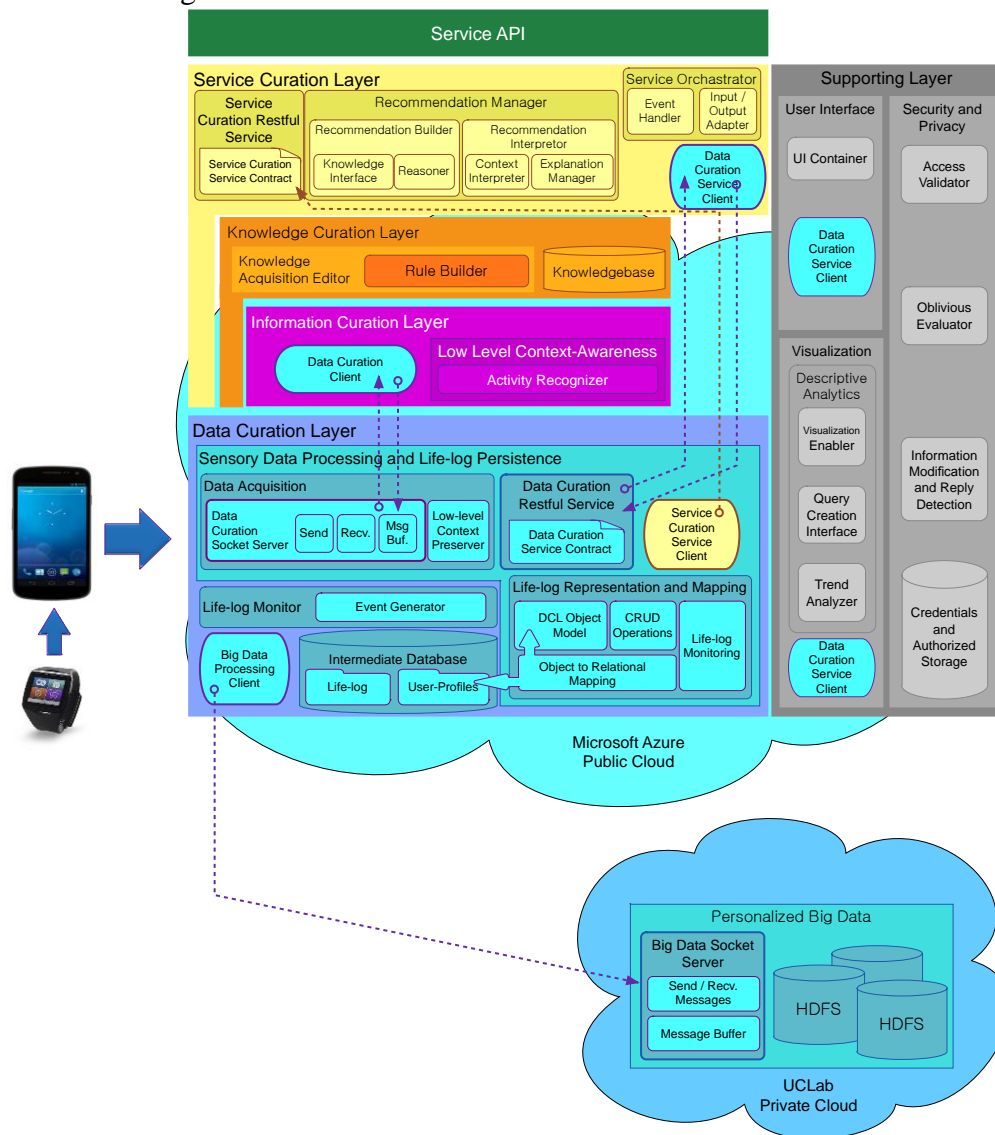 Service API
Service Curation Layer
Service
Curation Restful
Service
Service Curation
Service Contract
Recommendation Manager
Recommendation Builder
Knowledge
Interface
Reasoner
Recommendation
Interpretor
Context
Interpreter
Explanation
Manager
Service Orchastrator
Event
Handler
Input /
Output
Adapter
Data
Curation
Service
Client
Knowledge Curation Layer
Knowledge
Acquisition Editor
Rule Builder
Knowledgebase
Information Curation Layer
Data Curation
Client
Low Level Context-Awareness
Activity Recognizer
Data Curation Layer
Sensory Data Processing and Life-log Persistence
Data Acquisition
Data
Curation
Socket Server
Send
Recv.
Msg
Buf.
Low-level
Context
Preserver
Data Curation
Restful Service
Data Curation
Service Contract
Service
Curation
Service
Client
Life-log Monitor
Event Generator
Life-log Representation and Mapping
DCL Object
Model
CRUD
Operations
Life-log
Monitoring
Object to Relational
Mapping
Big Data
Processing
Client
Intermediate Database
Life-log
User-Profiles
Supporting Layer
User Interface
UI Container
Data
Curation
Service
Client
Visualization
Descriptive
Analytics
Visualization
Enabler
Query
Creation
Interface
Trend
Analyzer
Data
Curation
Service
Client
Security and
Privacy
Access
Validator
Oblivious
Evaluator
Information
Modification
and Reply
Detection
Credentials
and
Authorized
Storage
Microsoft Azure
Public Cloud
Personalized Big Data
Big Data Socket
Server
Send / Recv.
Messages
Message Buffer
HDFS
HDFS
UCLab
Private Cloud